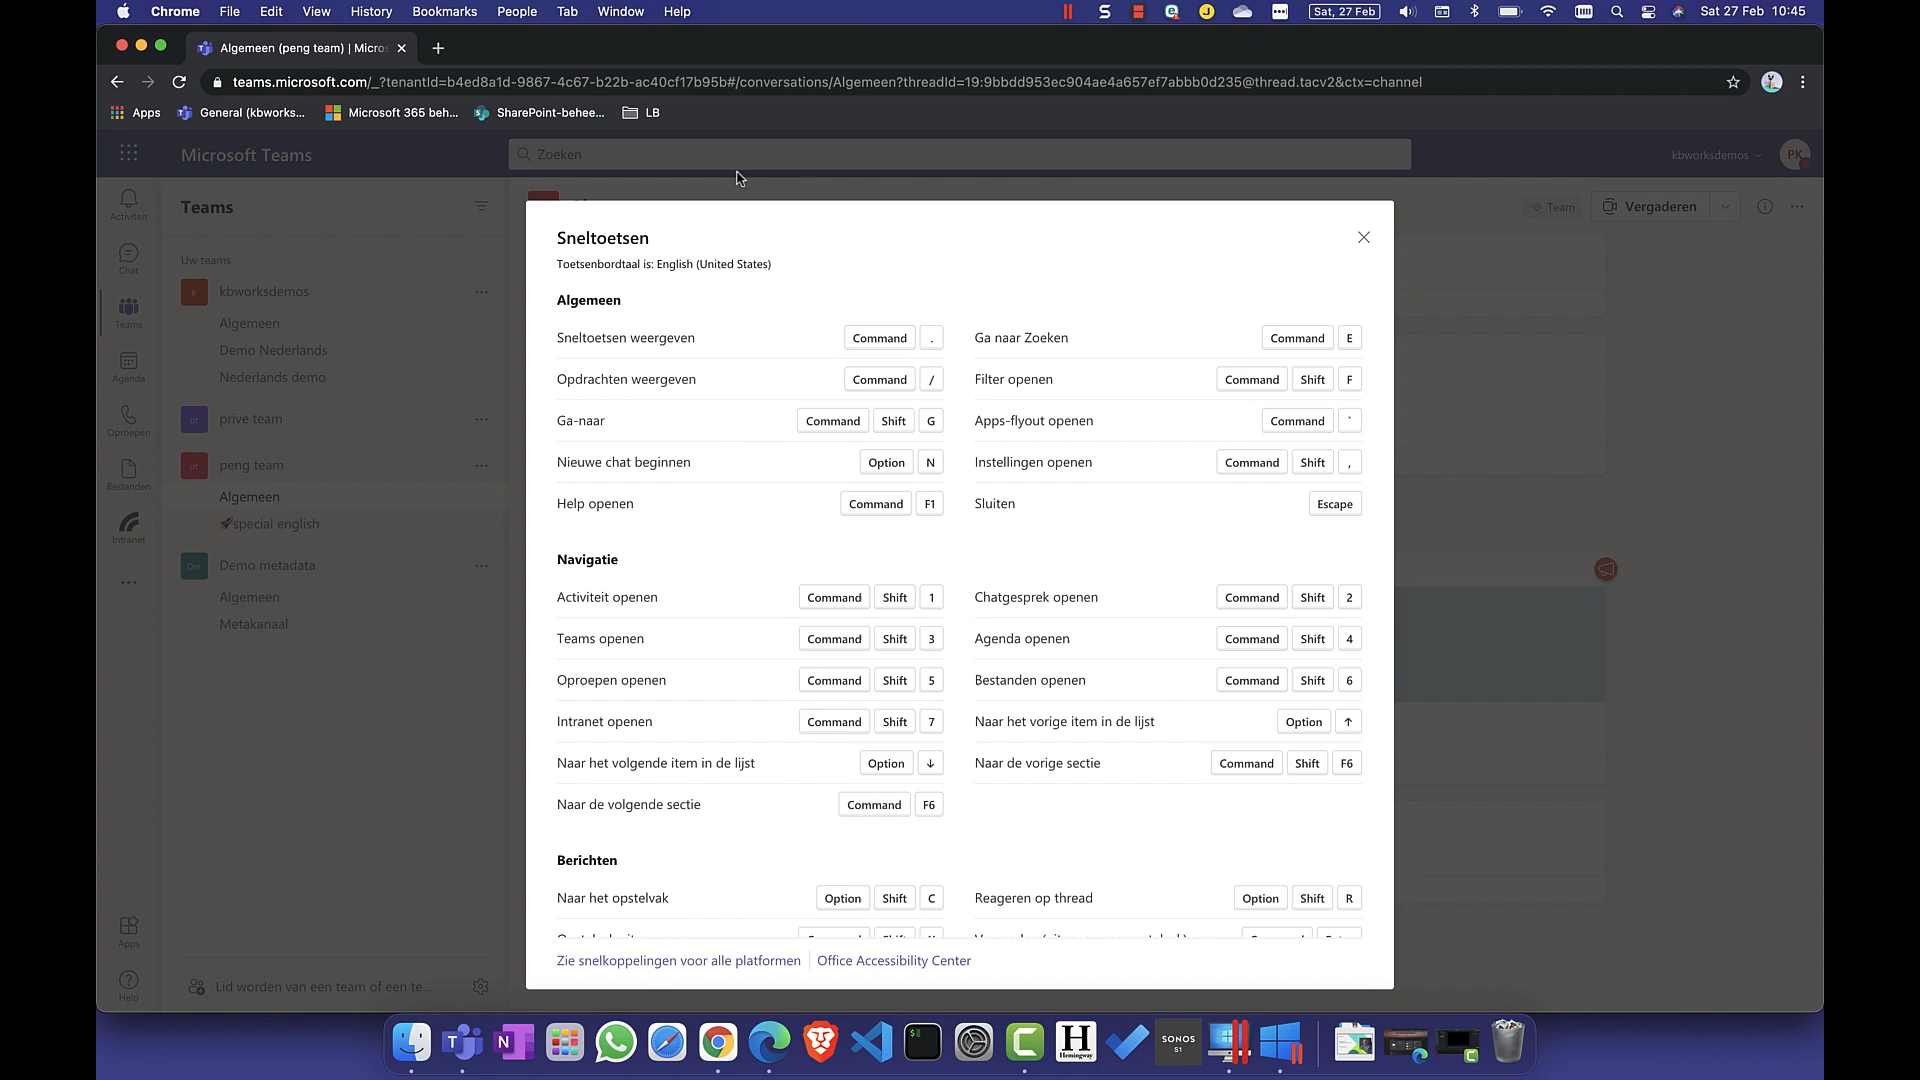 Chrome File Edit View History Bookmarks People Tab Window Help
Sat, 27 Feb
Sat 27 Feb 10:45
Algemeen (peng team) | Micros
teams.microsoft.com/_?tenantId=b4ed8a1d-9867-4c67-b22b-ac40cf17b95b#/conversations/Algemeen?threadId=19:9bbdd953ec904ae4a657ef7abbb0d235@thread.tacv2&ctx=channel
Apps General (kbworks... Microsoft 365 beh... SharePoint-behee... LB
Microsoft Teams
Zoeken
kbworksdemos
PK
Activiteit
Chat
Teams
Agenda
Oproepen
Bestanden
Intranet
Apps
Help
Teams
Uw teams
k kbworksdemos
Algemeen
Demo Nederlands
Nederlands demo
pt prive team
pt peng team
Algemeen
🚀special english
Dm Demo metadata
Algemeen
Metakanaal
Lid worden van een team of een te...
Team
Vergaderen
Sneltoetsen
Toetsenbordtaal is: English (United States)
Algemeen
Sneltoetsen weergeven Command .
Ga naar Zoeken Command E
Opdrachten weergeven Command /
Filter openen Command Shift F
Ga-naar Command Shift G
Apps-flyout openen Command `
Nieuwe chat beginnen Option N
Instellingen openen Command Shift ,
Help openen Command F1
Sluiten Escape
Navigatie
Activiteit openen Command Shift 1
Chatgesprek openen Command Shift 2
Teams openen Command Shift 3
Agenda openen Command Shift 4
Oproepen openen Command Shift 5
Bestanden openen Command Shift 6
Intranet openen Command Shift 7
Naar het vorige item in de lijst Option ↑
Naar het volgende item in de lijst Option ↓
Naar de vorige sectie Command Shift F6
Naar de volgende sectie Command F6
Berichten
Naar het opstelvak Option Shift C
Reageren op thread Option Shift R
Zie snelkoppelingen voor alle platformen
Office Accessibility Center
H
Hemingway
SONOS
S1